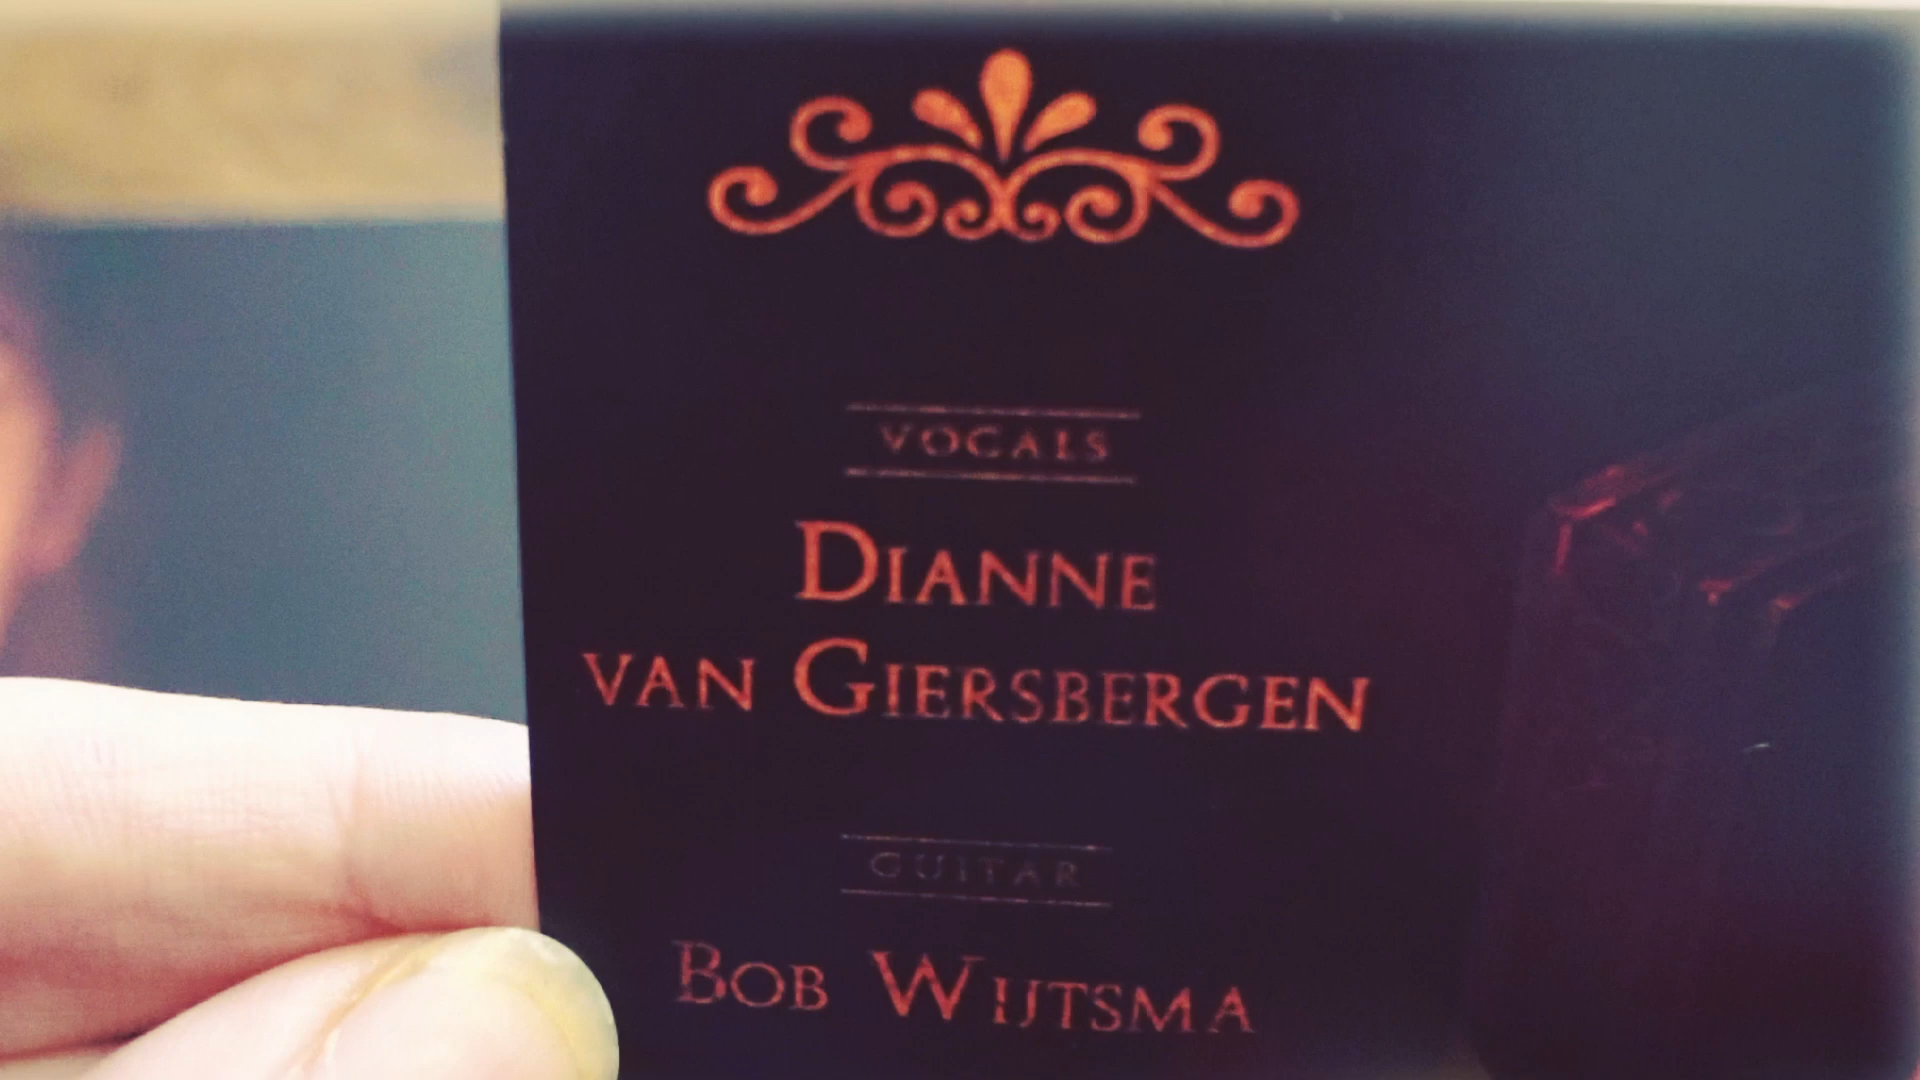 VOCALS
DIANNE
VAN GIERSBERGEN
GUITAR
BOB WIJTSMA